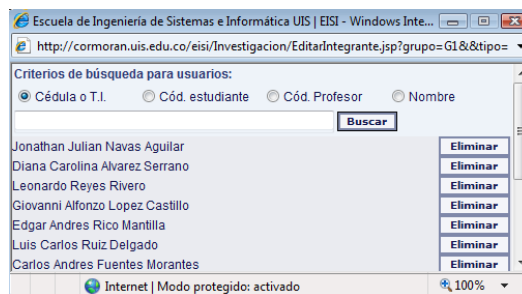 Escuela de Ingeniería de Sistemas e Informática UIS | EISI - Windows Inte...
http://cormoran.uis.edu.co/eisi/Investigacion/EditarIntegrante.jsp?grupo=G1&l&tipo=
Criterios de búsqueda para usuarios:
Cédula o T.I. Cód. estudiante Cód. Profesor Nombre
Buscar
Jonathan Julian Navas Aguilar Eliminar
Diana Carolina Alvarez Serrano Eliminar
Leonardo Reyes Rivero Eliminar
Giovanni Alfonzo Lopez Castillo Eliminar
Edgar Andres Rico Mantilla Eliminar
Luis Carlos Ruiz Delgado Eliminar
Carlos Andres Fuentes Morantes Eliminar
Internet | Modo protegido: activado 100%